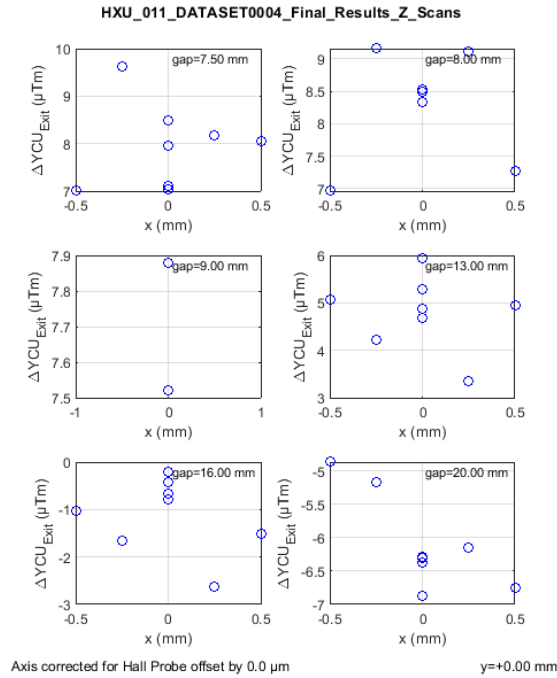 HXU_011_DATASET0004_Final_Results_Z_Scans
gap=7.50 mm
10
9
8
7
-0.5
0
0.5
x (mm)
ΔYCU_Exit (µTm)
gap=8.00 mm
9
8.5
8
7.5
7
-0.5
0
0.5
x (mm)
ΔYCU_Exit (µTm)
gap=9.00 mm
7.9
7.8
7.7
7.6
7.5
-1
0
1
x (mm)
ΔYCU_Exit (µTm)
gap=13.00 mm
6
5
4
3
-0.5
0
0.5
x (mm)
ΔYCU_Exit (µTm)
gap=16.00 mm
0
-1
-2
-3
-0.5
0
0.5
x (mm)
ΔYCU_Exit (µTm)
gap=20.00 mm
-5
-5.5
-6
-6.5
-7
-0.5
0
0.5
x (mm)
ΔYCU_Exit (µTm)
Axis corrected for Hall Probe offset by 0.0 µm
y=+0.00 mm